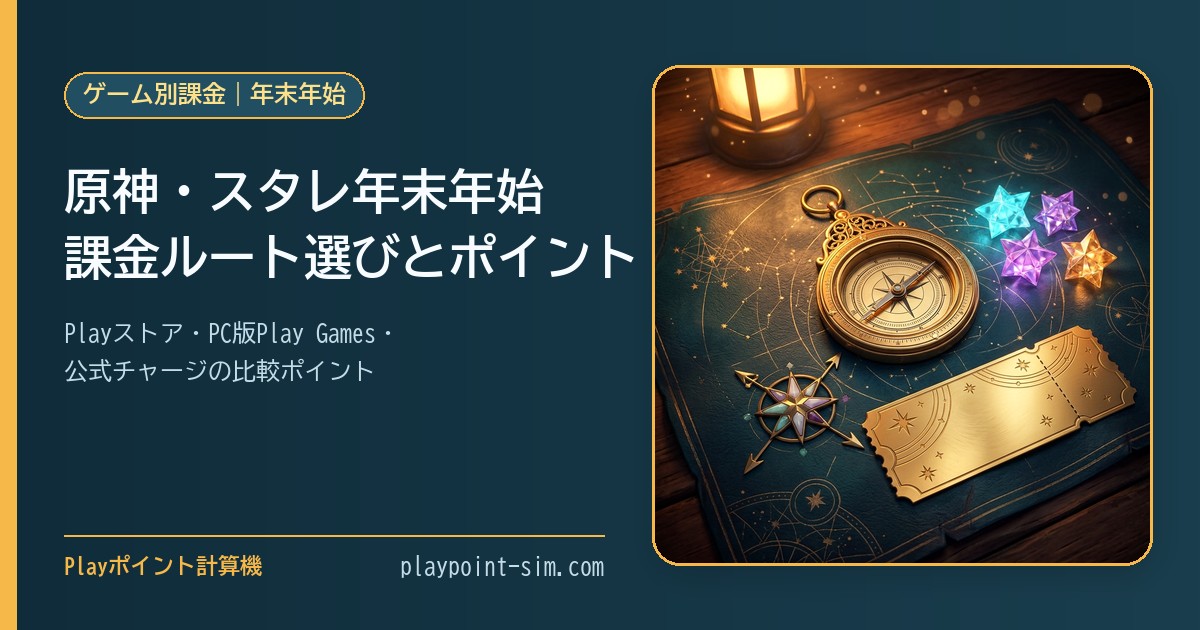 ゲーム別課金｜年末年始
原神・スタレ年末年始
課金ルート選びとポイント
Playストア・PC版Play Games・
公式チャージの比較ポイント
Playポイント計算機
playpoint-sim.com